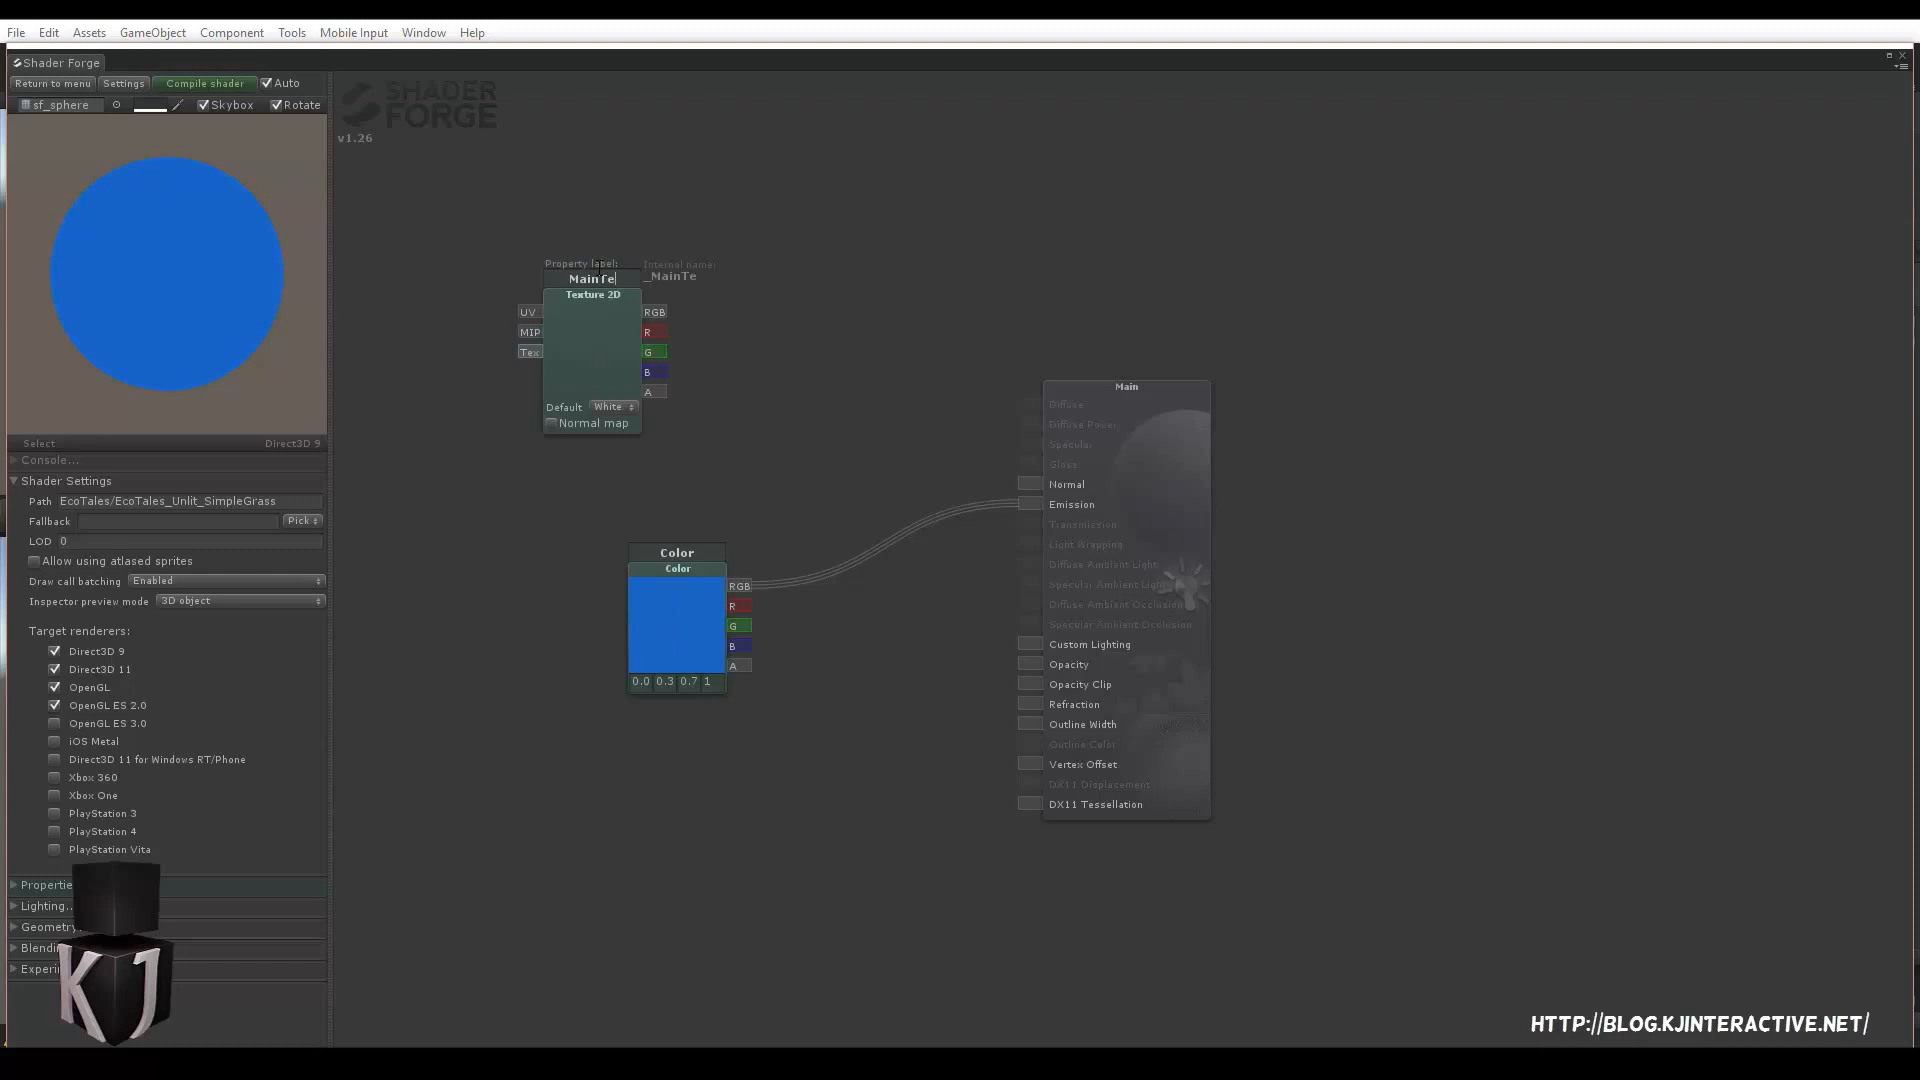 File Edit Assets GameObject Component Tools Mobile Input Window Help
Shader Forge
Return to menu Settings Compile shader Auto
sf_sphere Skybox Rotate
SHADER
FORGE
v1.26
Property label: Internal name:
MainTe _MainTe
Texture 2D
UV RGB
MIP R
Tex G
B
A
Default White
Normal map
Main
Diffuse
Diffuse Power
Specular
Gloss
Normal
Emission
Transmission
Light Wrapping
Diffuse Ambient Light
Specular Ambient Light
Diffuse Ambient Occlusion
Specular Ambient Occlusion
Custom Lighting
Opacity
Opacity Clip
Refraction
Outline Width
Outline Color
Vertex Offset
DX11 Displacement
DX11 Tessellation
Color
Color
RGB
R
G
B
A
0.0 0.3 0.7 1
Select Direct3D 9
Console...
Shader Settings
Path EcoTales/EcoTales_Unlit_SimpleGrass
Fallback Pick
LOD 0
Allow using atlased sprites
Draw call batching Enabled
Inspector preview mode 3D object
Target renderers:
Direct3D 9
Direct3D 11
OpenGL
OpenGL ES 2.0
OpenGL ES 3.0
iOS Metal
Direct3D 11 for Windows RT/Phone
Xbox 360
Xbox One
PlayStation 3
PlayStation 4
PlayStation Vita
Propertie
Lighting..
Geometry
Blendi
Experi
KJ
HTTP://BLOG.KJINTERACTIVE.NET/